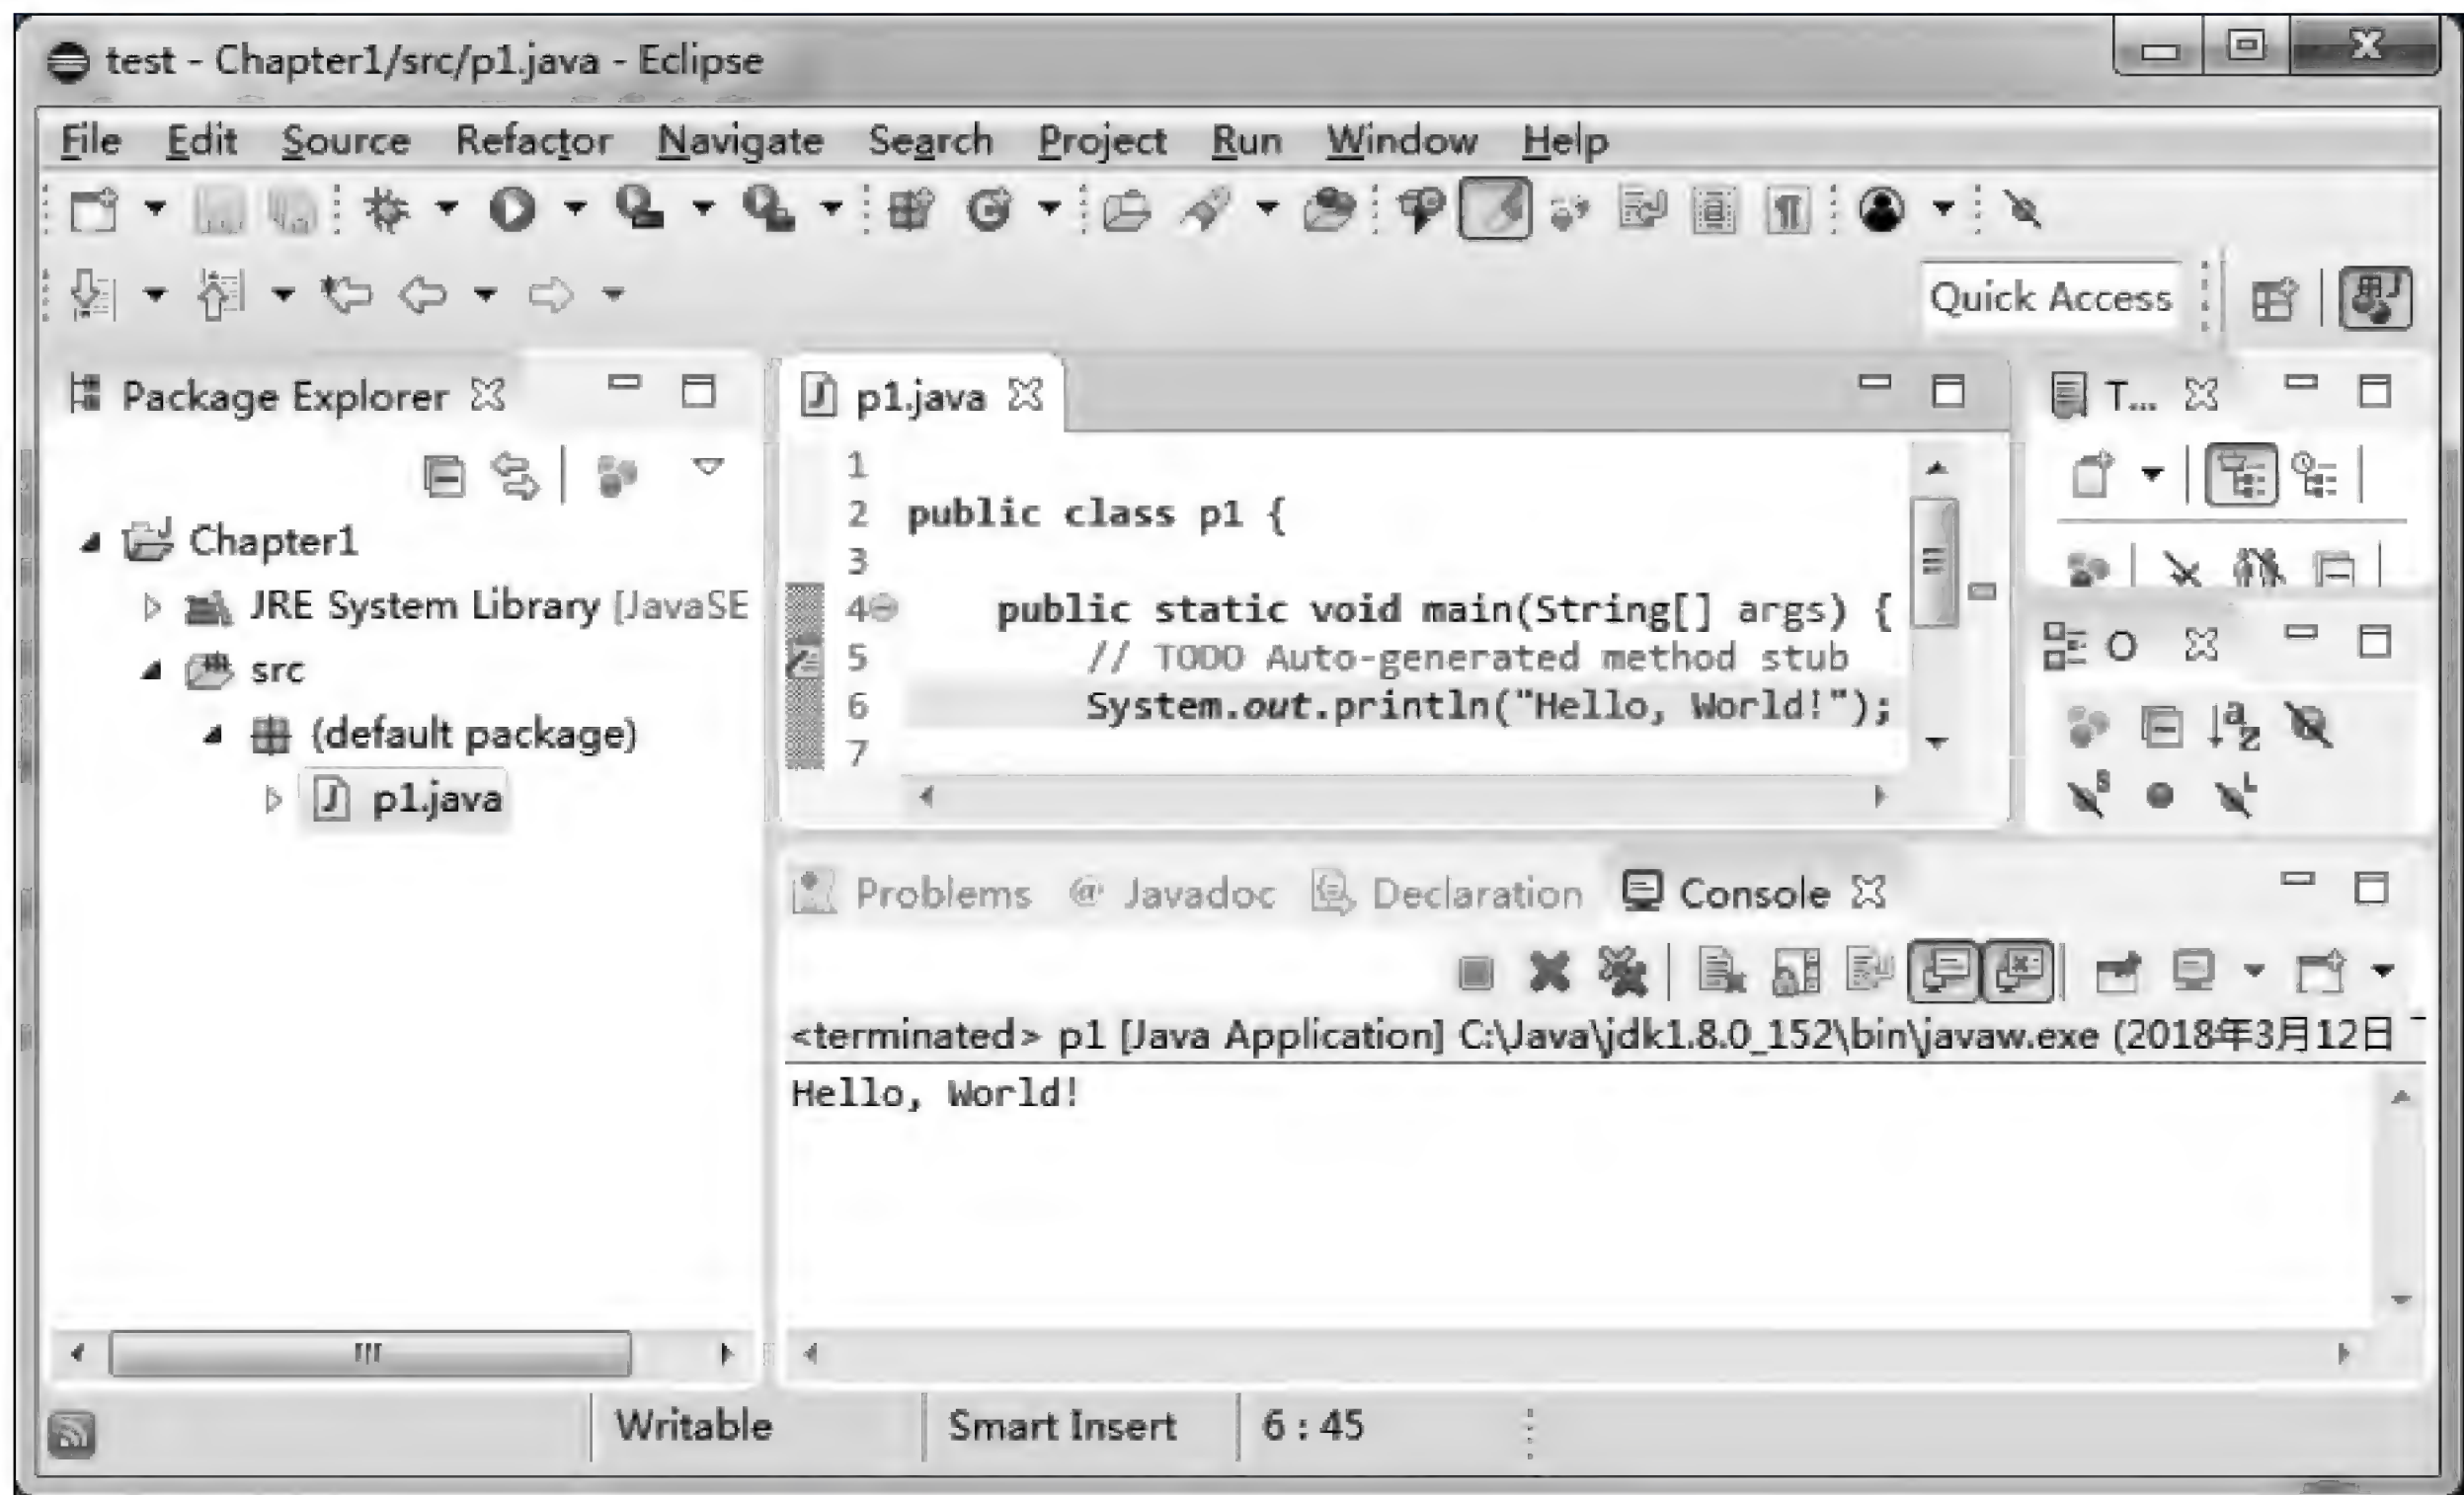 test - Chapter1/src/p1.java - Eclipse
File Edit Source Refactor Navigate Search Project Run Window Help
Quick Access
Package Explorer
Chapter1
JRE System Library [JavaSE
src
(default package)
p1.java
p1.java
1
2 public class p1 {
3
4 public static void main(String[] args) {
5 // TODO Auto-generated method stub
6 System.out.println("Hello, World!");
7
T...
O
Problems @ Javadoc Declaration Console
<terminated> p1 [Java Application] C:\Java\jdk1.8.0_152\bin\javaw.exe (2018年3月12日
Hello, World!
Writable Smart Insert 6 : 45